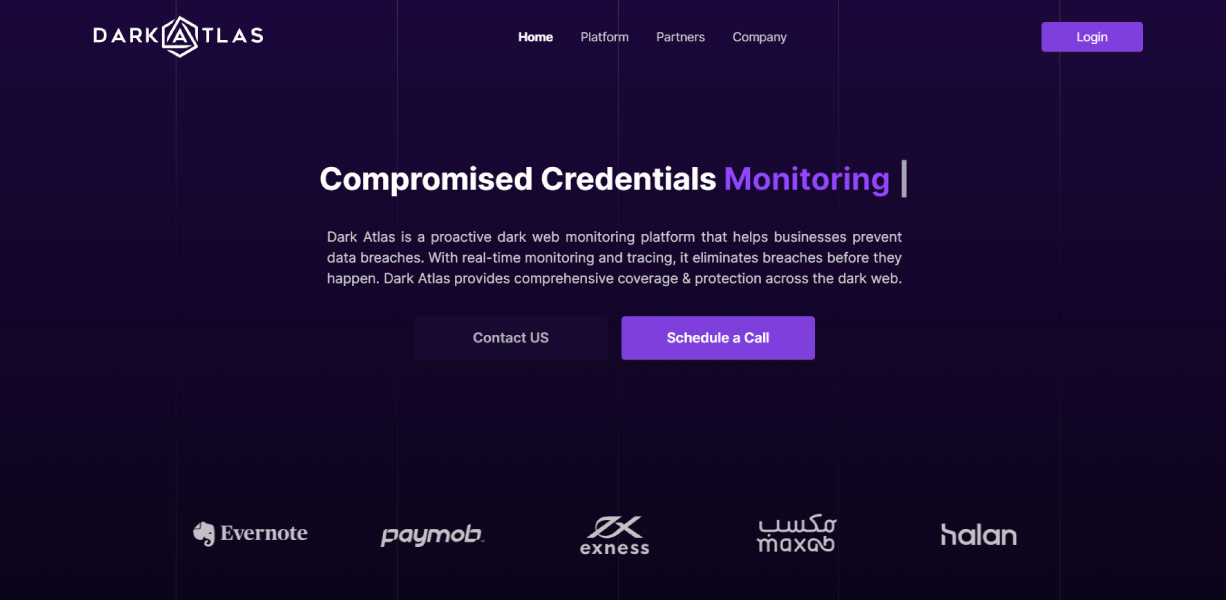 DARK ATLAS
Home Platform Partners Company
Login
Compromised Credentials Monitoring
Dark Atlas is a proactive dark web monitoring platform that helps businesses prevent
data breaches. With real-time monitoring and tracing, it eliminates breaches before they
happen. Dark Atlas provides comprehensive coverage & protection across the dark web.
Contact US
Schedule a Call
Evernote
paymob
exness
مكسب
maxab
halan